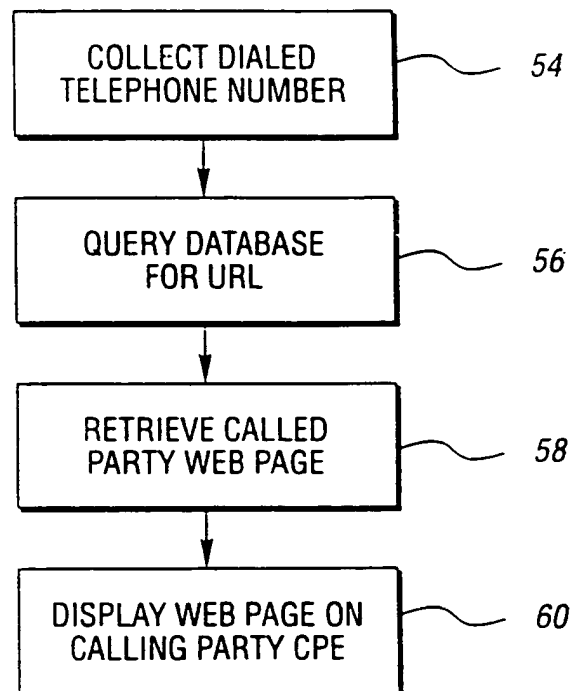 COLLECT DIALED
TELEPHONE NUMBER
54
QUERY DATABASE
FOR URL
56
RETRIEVE CALLED
PARTY WEB PAGE
58
DISPLAY WEB PAGE ON
CALLING PARTY CPE
60